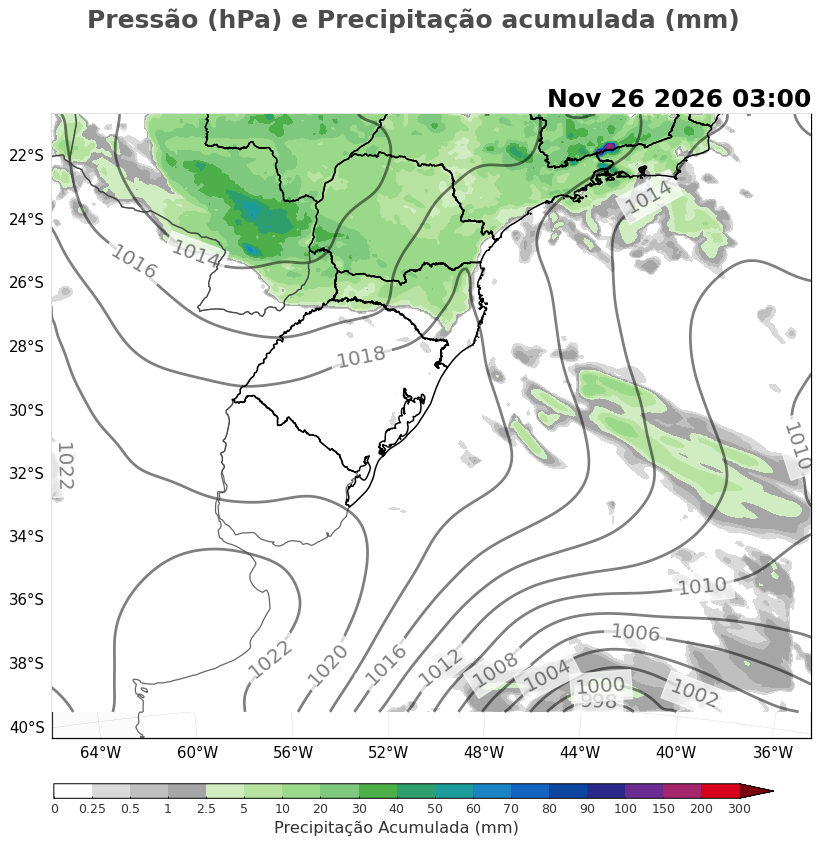 Pressão (hPa) e Precipitação acumulada (mm)
Nov 26 2026 03:00
22°S
24°S
26°S
28°S
30°S
32°S
34°S
36°S
38°S
40°S
1014
1016
1014
1018
1022
1010
1010
1006
1022
1020
1016
1012
1008
1004
1000
998
1002
64°W 60°W 56°W 52°W 48°W 44°W 40°W 36°W
0 0.25 0.5 1 2.5 5 10 20 30 40 50 60 70 80 90 100 150 200 300
Precipitação Acumulada (mm)